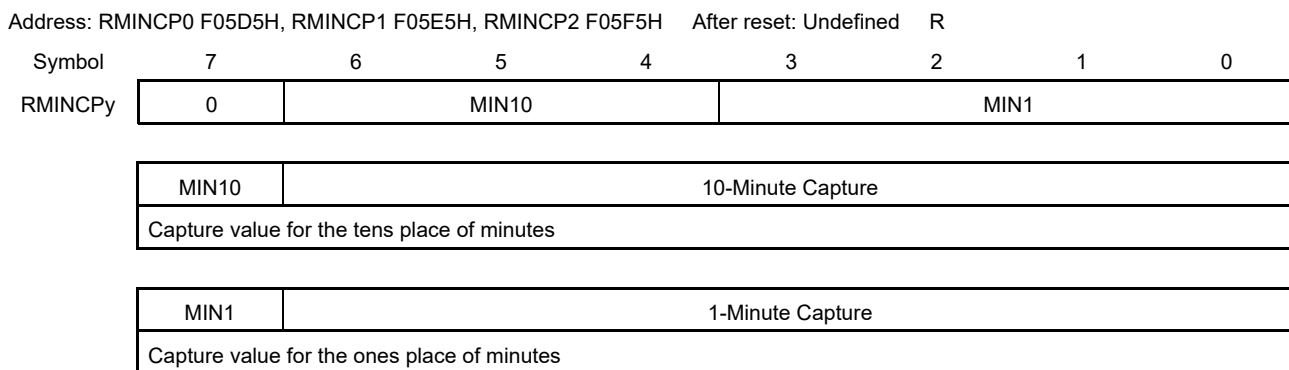 Address: RMINCP0 F05D5H, RMINCP1 F05E5H, RMINCP2 F05F5H After reset: Undefined R
Symbol 7 6 5 4 3 2 1 0
RMINCPy 0 MIN10 MIN1
MIN10 10-Minute Capture
Capture value for the tens place of minutes
MIN1 1-Minute Capture
Capture value for the ones place of minutes